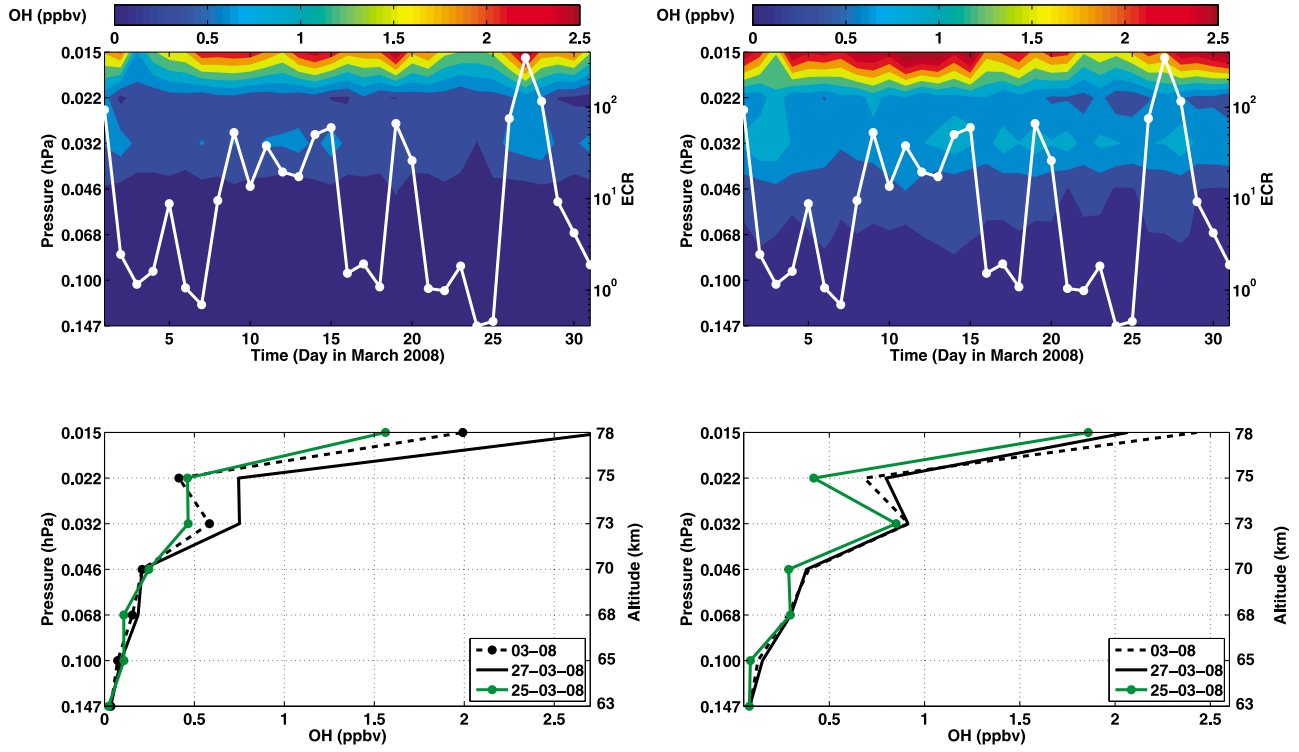 OH (ppbv)
0 0.5 1 1.5 2 2.5
0.015
0.022
0.032
0.046
0.068
0.100
0.147
Pressure (hPa)
10^2
10^1
10^0
ECR
5 10 15 20 25 30
Time (Day in March 2008)
OH (ppbv)
0 0.5 1 1.5 2 2.5
0.015
0.022
0.032
0.046
0.068
0.100
0.147
Pressure (hPa)
10^2
10^1
10^0
ECR
5 10 15 20 25 30
Time (Day in March 2008)
0.015
0.022
0.032
0.046
0.068
0.100
0.147
Pressure (hPa)
78
75
73
70
68
65
63
Altitude (km)
03−08
27−03−08
25−03−08
0 0.5 1 1.5 2 2.5
OH (ppbv)
0.015
0.022
0.032
0.046
0.068
0.100
0.147
Pressure (hPa)
78
75
73
70
68
65
63
Altitude (km)
03−08
27−03−08
25−03−08
0.5 1 1.5 2 2.5
OH (ppbv)